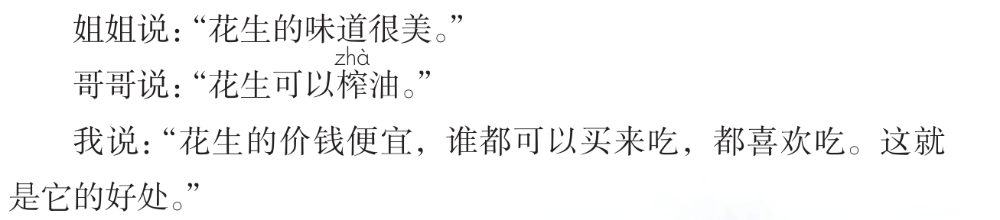 姐姐说：“花生的味道很美。”
zhà
哥哥说：“花生可以榨油。”
我说：“花生的价钱便宜，谁都可以买来吃，都喜欢吃。这就
是它的好处。”